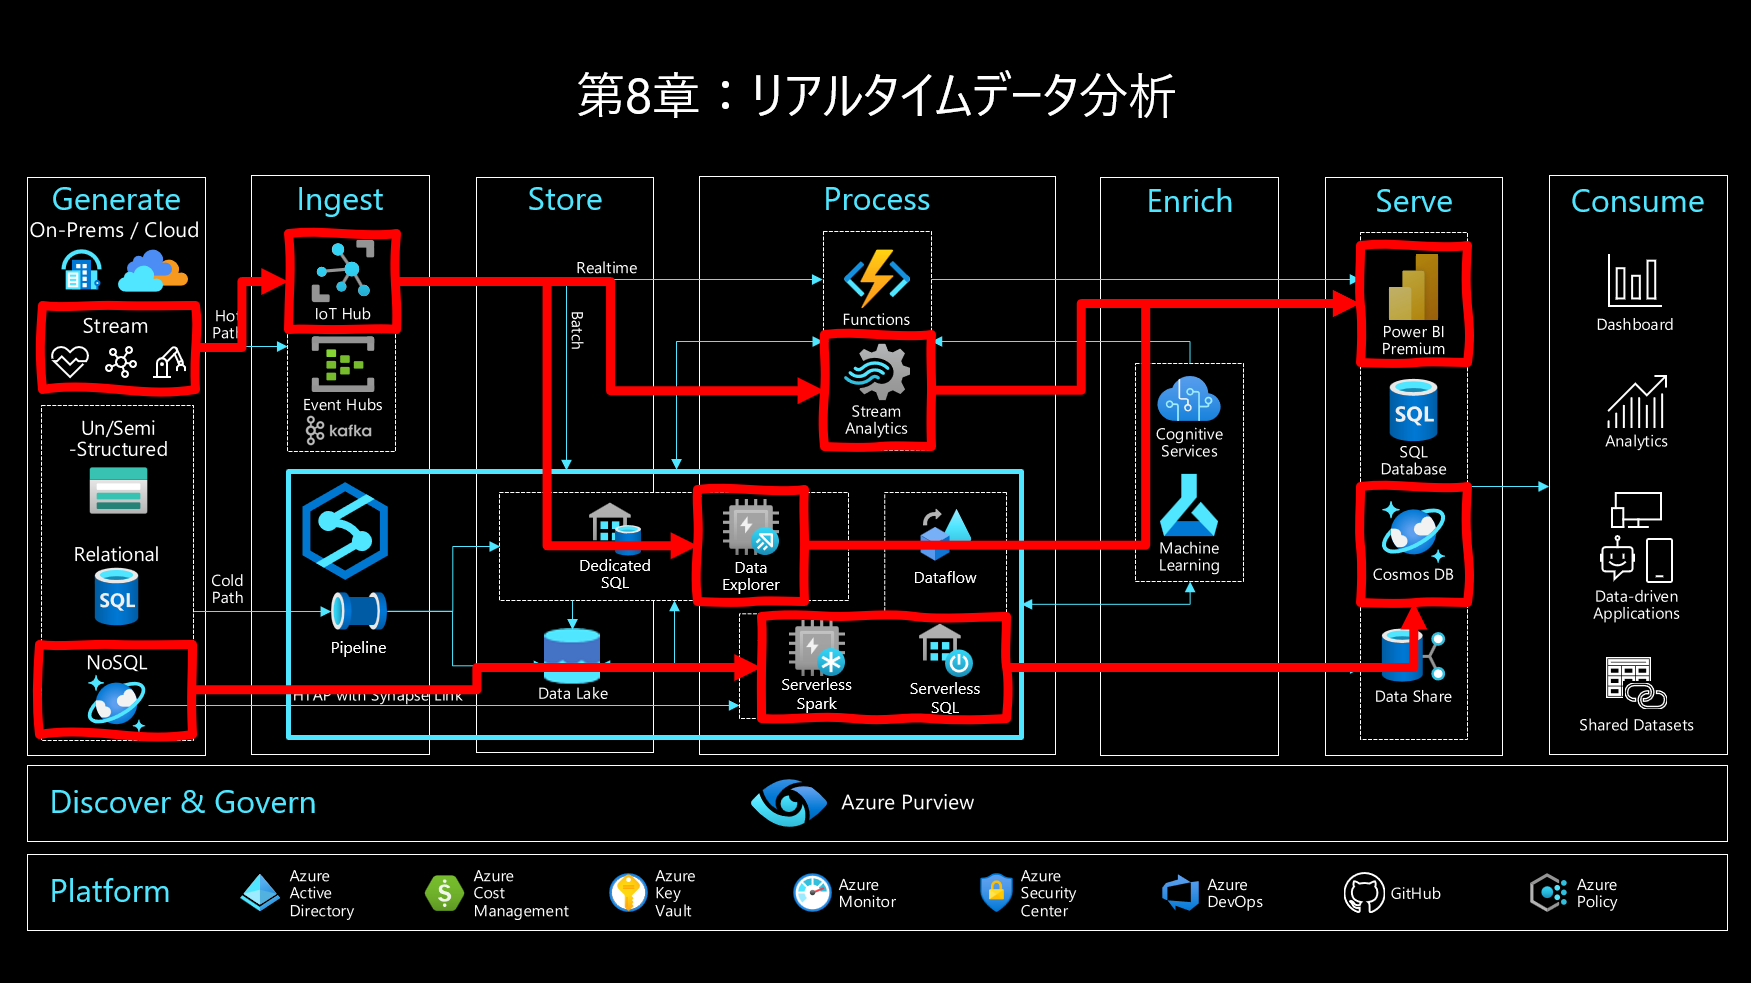 第8章：リアルタイムデータ分析
Generate
On-Prems / Cloud
Stream
Un/Semi
-Structured
Relational
SQL
NoSQL
Hot
Path
Cold
Path
Ingest
IoT Hub
Event Hubs
kafka
Pipeline
HTAP with Synapse Link
Store
Realtime
Batch
Dedicated
SQL
Data Lake
Process
Functions
Stream
Analytics
Data
Explorer
Dataflow
Serverless
Spark
Serverless
SQL
Enrich
Cognitive
Services
Machine
Learning
Serve
Power BI
Premium
SQL
SQL
Database
Cosmos DB
Data Share
Consume
Dashboard
Analytics
Data-driven
Applications
Shared Datasets
Discover & Govern
Azure Purview
Platform
Azure
Active
Directory
Azure
Cost
Management
Azure
Key
Vault
Azure
Monitor
Azure
Security
Center
Azure
DevOps
GitHub
Azure
Policy